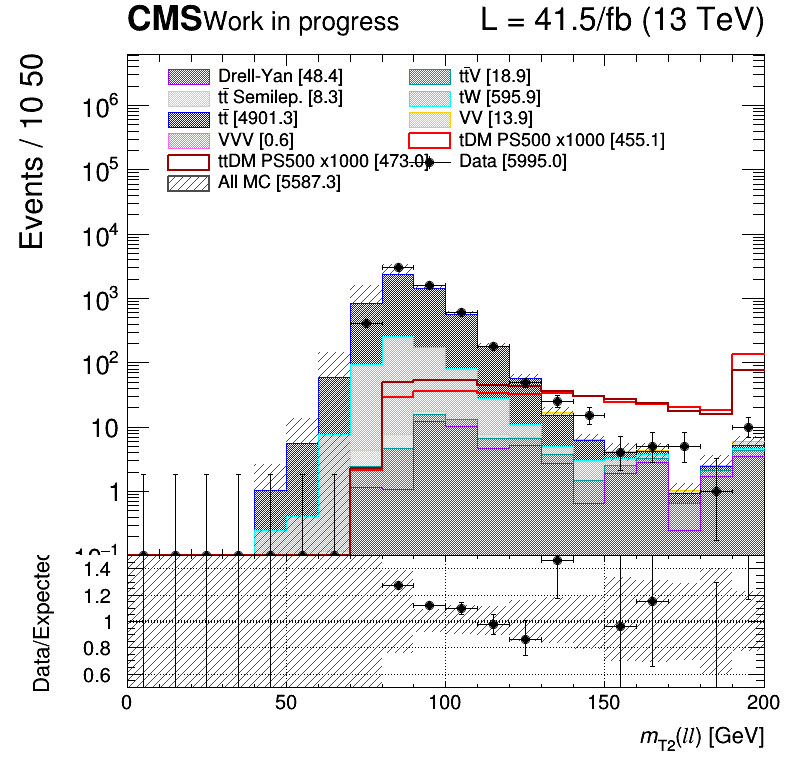 CMS Work in progress L = 41.5/fb (13 TeV)
Events / 10 50
Drell-Yan [48.4] tt̄V [18.9]
tt̄ Semilep. [8.3] tW [595.9]
tt̄ [4901.3] VV [13.9]
VVV [0.6] tDM PS500 x1000 [455.1]
ttDM PS500 x1000 [473.0] Data [5995.0]
All MC [5587.3]
10⁶
10⁵
10⁴
10³
10²
10
1
10⁻¹
Data/Expected
1.4
1.2
1
0.8
0.6
0 50 100 150 200
m_T2(ll) [GeV]